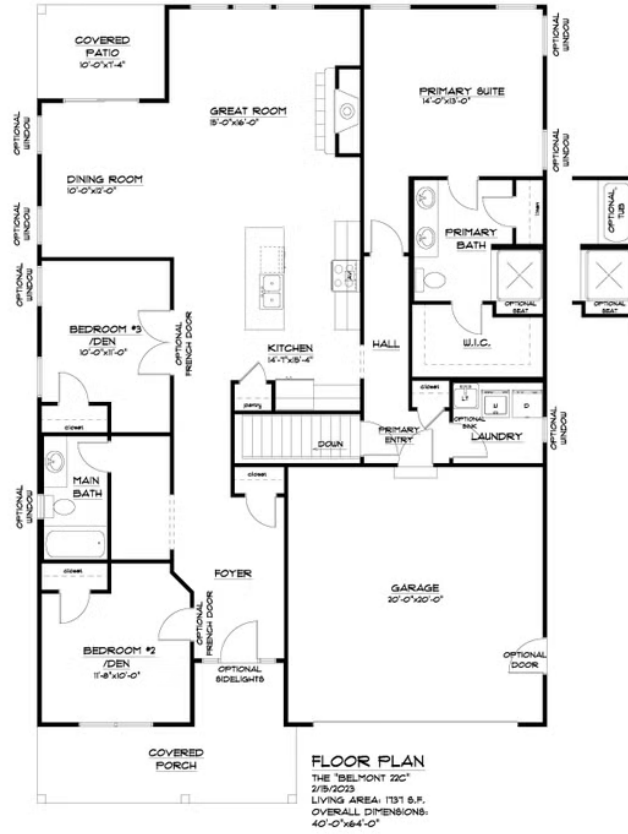 COVERED
PATIO
10'-0"x7'-4"
OPTIONAL
WINDOW
GREAT ROOM
15'-0"x16'-0"
PRIMARY SUITE
14'-0"x13'-0"
OPTIONAL
WINDOW
OPTIONAL
WINDOW
DINING ROOM
10'-0"x12'-0"
OPTIONAL
WINDOW
OPTIONAL
WINDOW
PRIMARY
BATH
OPTIONAL
TUB
OPTIONAL
SEAT
OPTIONAL
SEAT
BEDROOM #3
/DEN
10'-0"x11'-0"
OPTIONAL
FRENCH DOOR
KITCHEN
14'-7"x15'-4"
HALL
W.I.C.
pantry
closet
closet
LT
W
D
OPTIONAL
SINK
LAUNDRY
OPTIONAL
WINDOW
PRIMARY
ENTRY
DOWN
MAIN
BATH
OPTIONAL
WINDOW
closet
closet
FOYER
GARAGE
20'-0"x20'-0"
BEDROOM #2
/DEN
11'-8"x10'-0"
OPTIONAL
FRENCH DOOR
OPTIONAL
SIDELIGHTS
OPTIONAL
DOOR
COVERED
PORCH
FLOOR PLAN
THE "BELMONT 22C"
2/15/2023
LIVING AREA: 1737 S.F.
OVERALL DIMENSIONS:
40'-0"x64'-0"